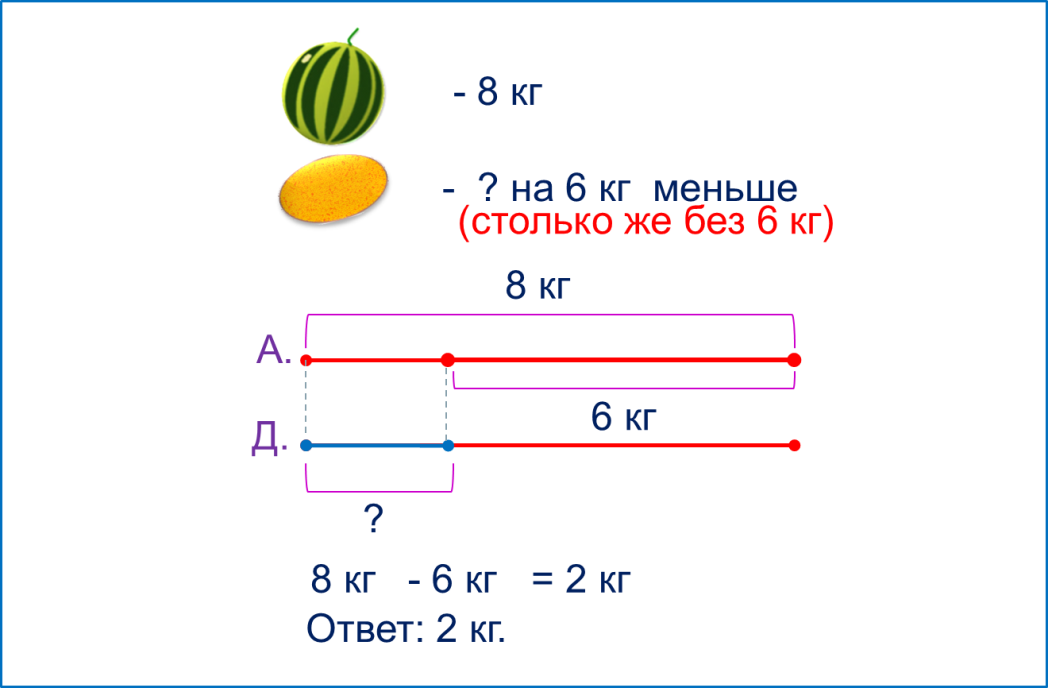 - 8 кг
- ? на 6 кг меньше
(столько же без 6 кг)
8 кг
А.
6 кг
Д.
?
8 кг - 6 кг = 2 кг
Ответ: 2 кг.